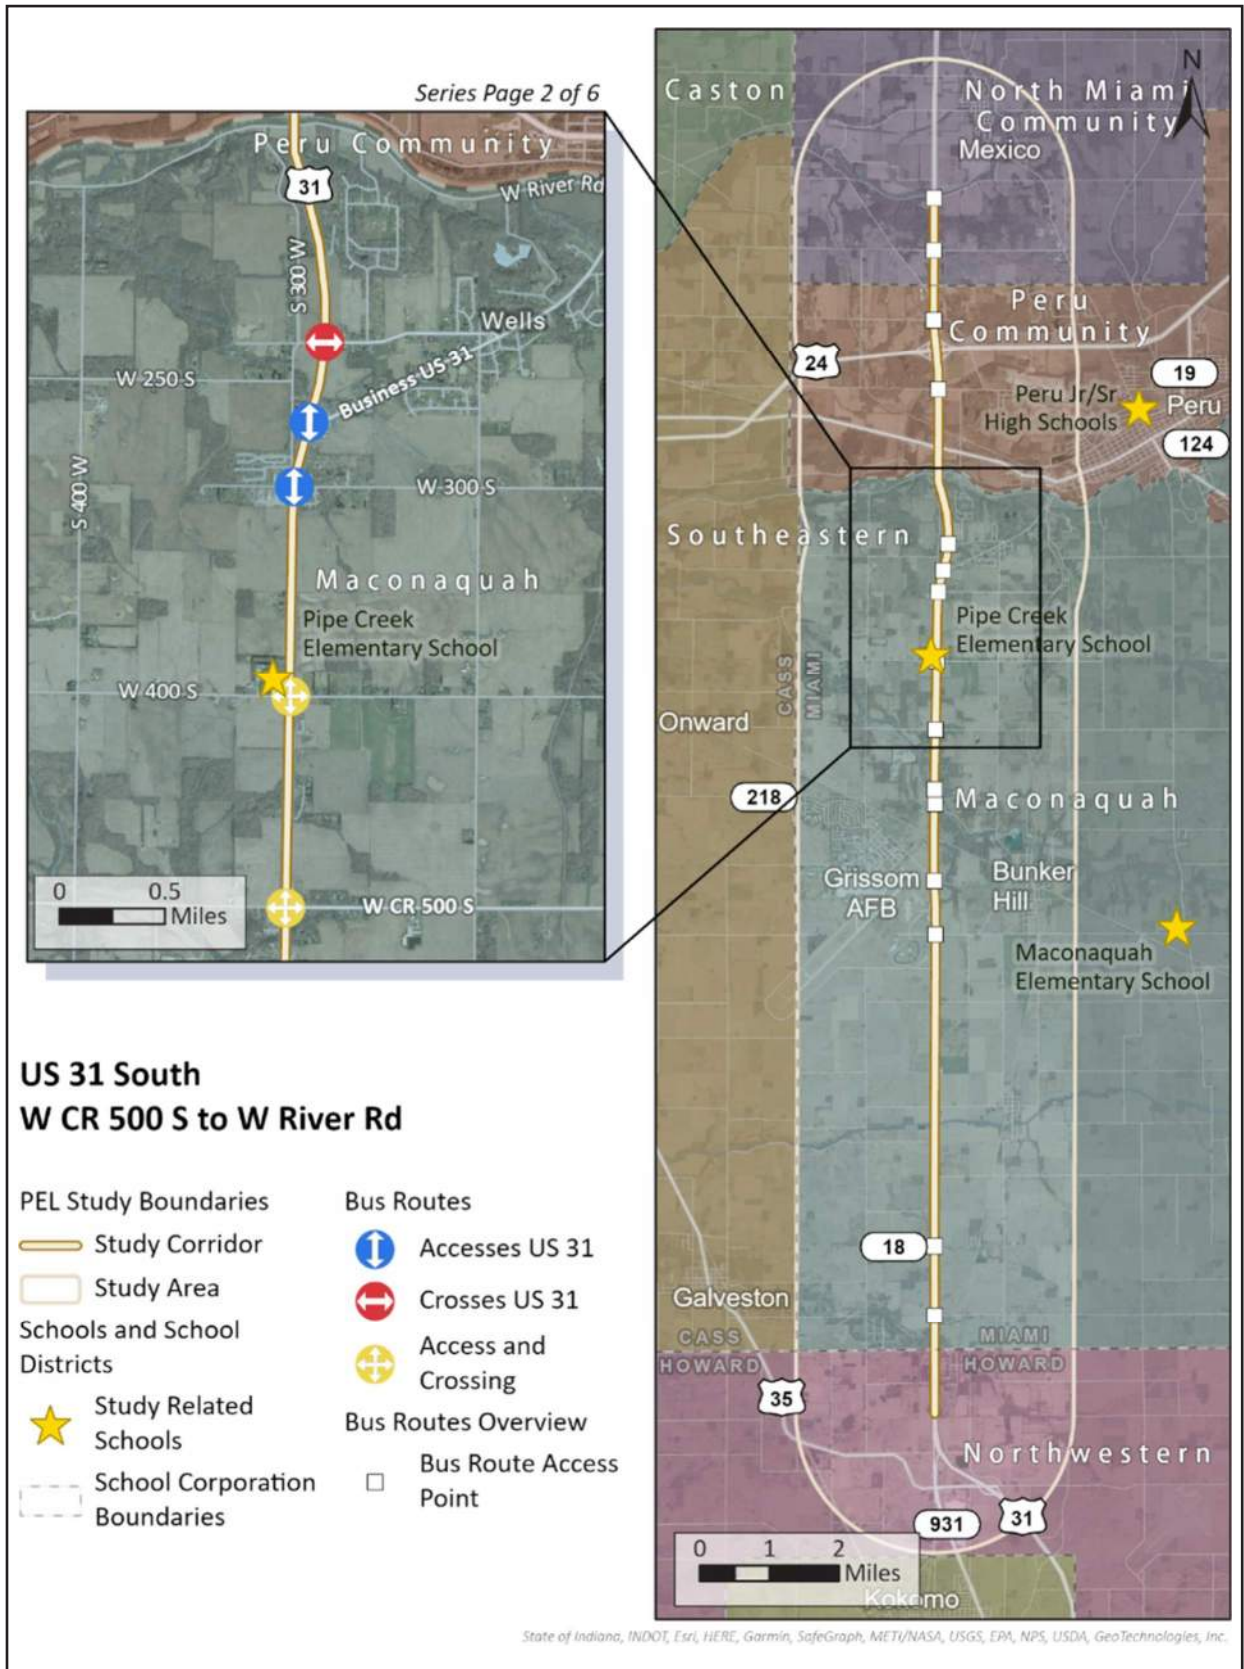 Series Page 2 of 6
Peru Community
31
W River Rd
S 300 W
Wells
Business US 31
W 250 S
S 400 W
W 300 S
Maconaquah
Pipe Creek
Elementary School
W 400 S
0 0.5
Miles
W CR 500 S
Caston
N
North Miami
Community
Mexico
Peru
Community
24
19
Peru Jr/Sr
High Schools
Peru
124
Southeastern
Pipe Creek
Elementary School
CASS
MIAMI
Onward
218
Maconaquah
Grissom
AFB
Bunker
Hill
Maconaquah
Elementary School
18
Galveston
CASS
HOWARD
MIAMI
HOWARD
35
Northwestern
931
31
0 1 2
Miles
Kokomo
US 31 South
W CR 500 S to W River Rd
PEL Study Boundaries
Study Corridor
Study Area
Schools and School
Districts
Study Related
Schools
School Corporation
Boundaries
Bus Routes
Accesses US 31
Crosses US 31
Access and
Crossing
Bus Routes Overview
Bus Route Access
Point
State of Indiana, INDOT, Esri, HERE, Garmin, SafeGraph, METI/NASA, USGS, EPA, NPS, USDA, GeoTechnologies, Inc.